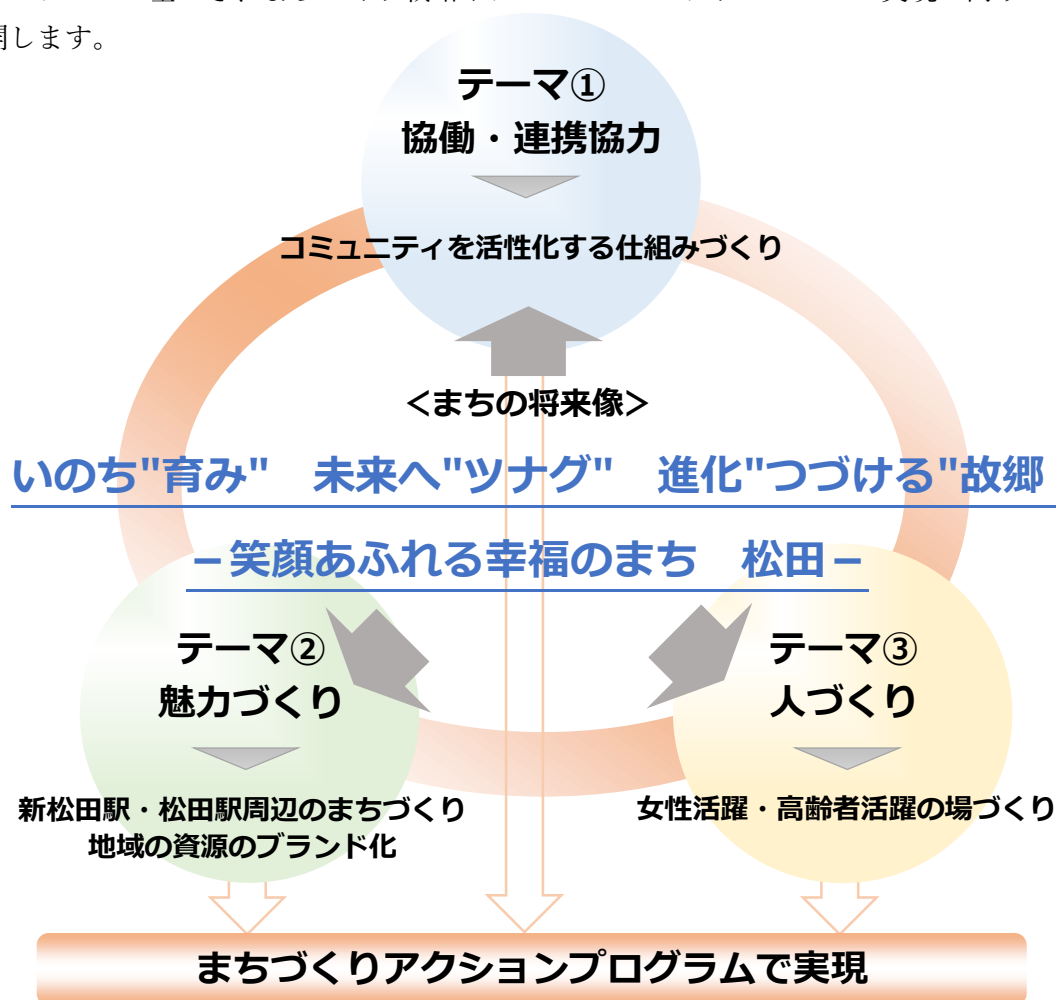 開します。
テーマ①
協働・連携協力
コミュニティを活性化する仕組みづくり
＜まちの将来像＞
いのち"育み"　未来へ"ツナグ"　進化"つづける"故郷
－笑顔あふれる幸福のまち　松田－
テーマ②
魅力づくり
新松田駅・松田駅周辺のまちづくり
地域の資源のブランド化
テーマ③
人づくり
女性活躍・高齢者活躍の場づくり
まちづくりアクションプログラムで実現